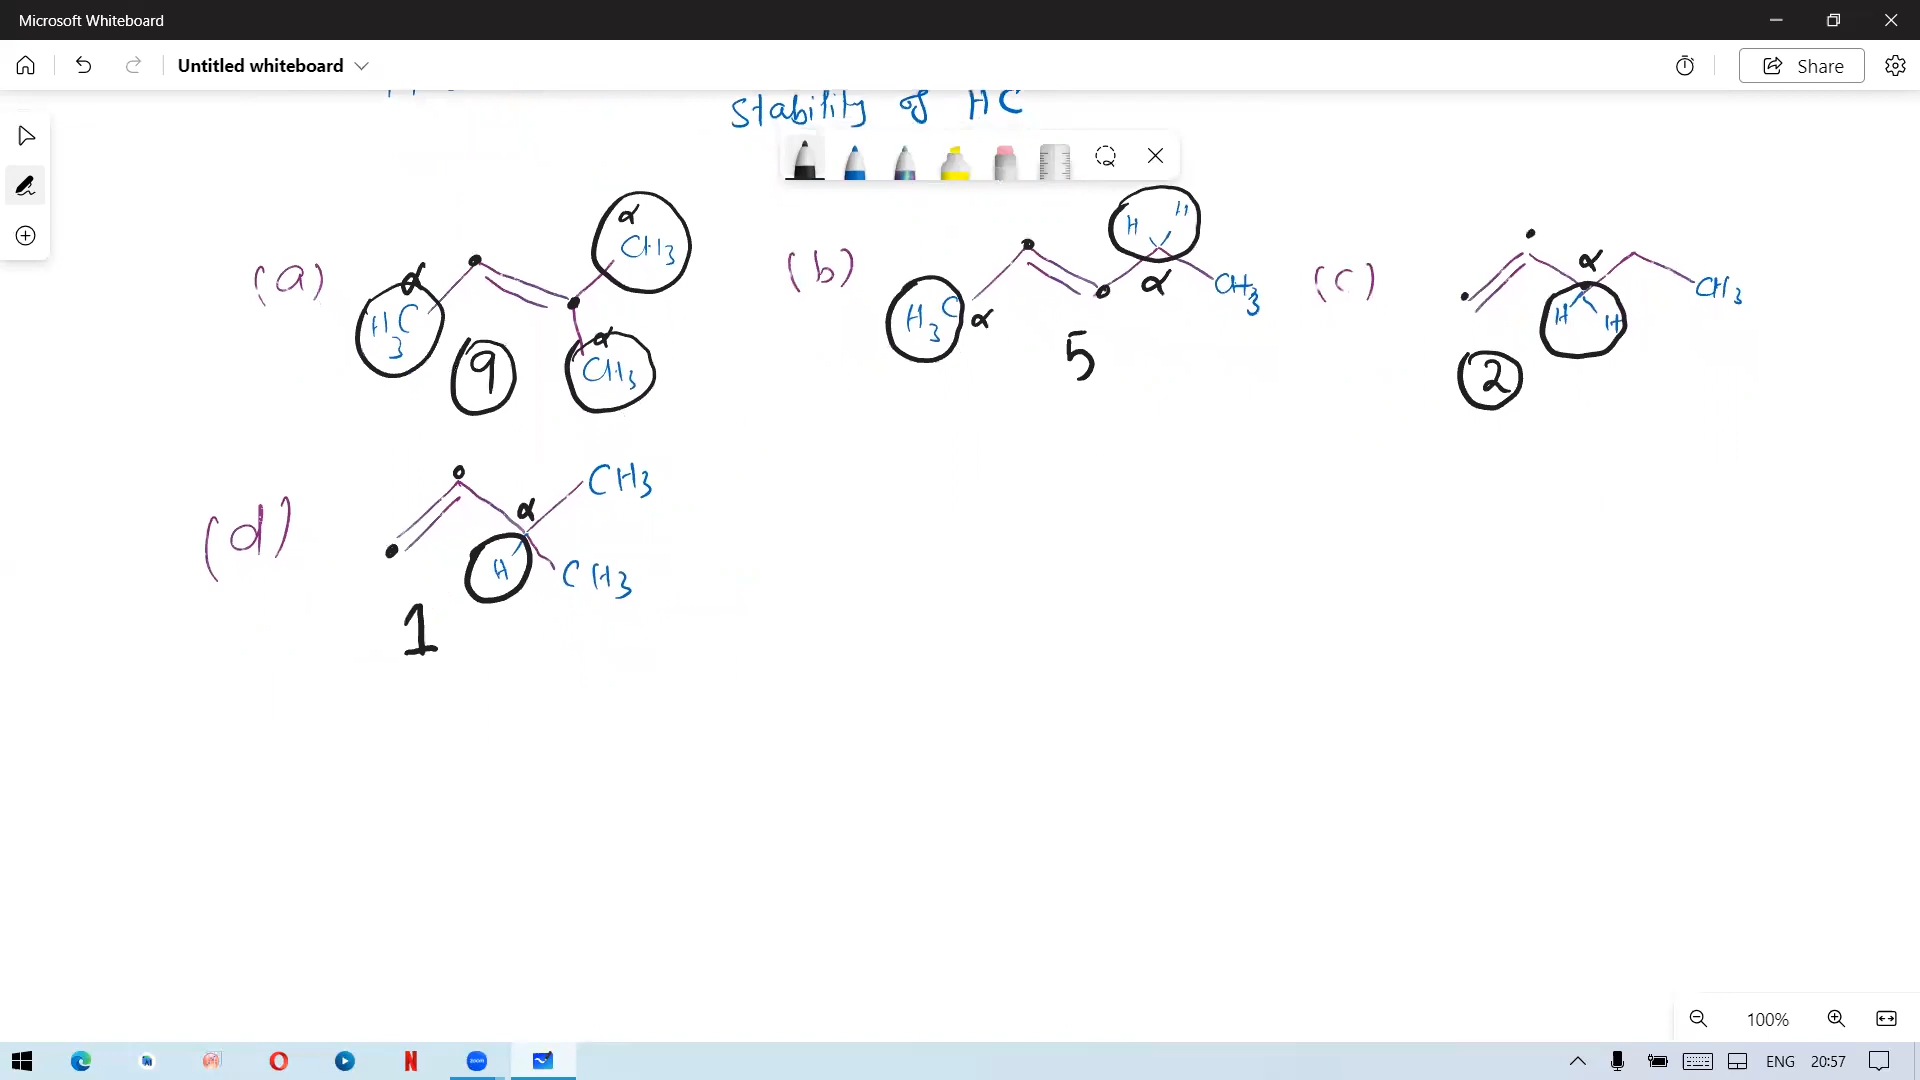 Microsoft Whiteboard
Untitled whiteboard
Share
Stability of HC
(a) H3C α α CH3 α CH3 9
(b) H3C α H H α CH3 5
(c) α H H CH3 2
(d) α CH3 H CH3 1
100%
zoom
ENG 20:57